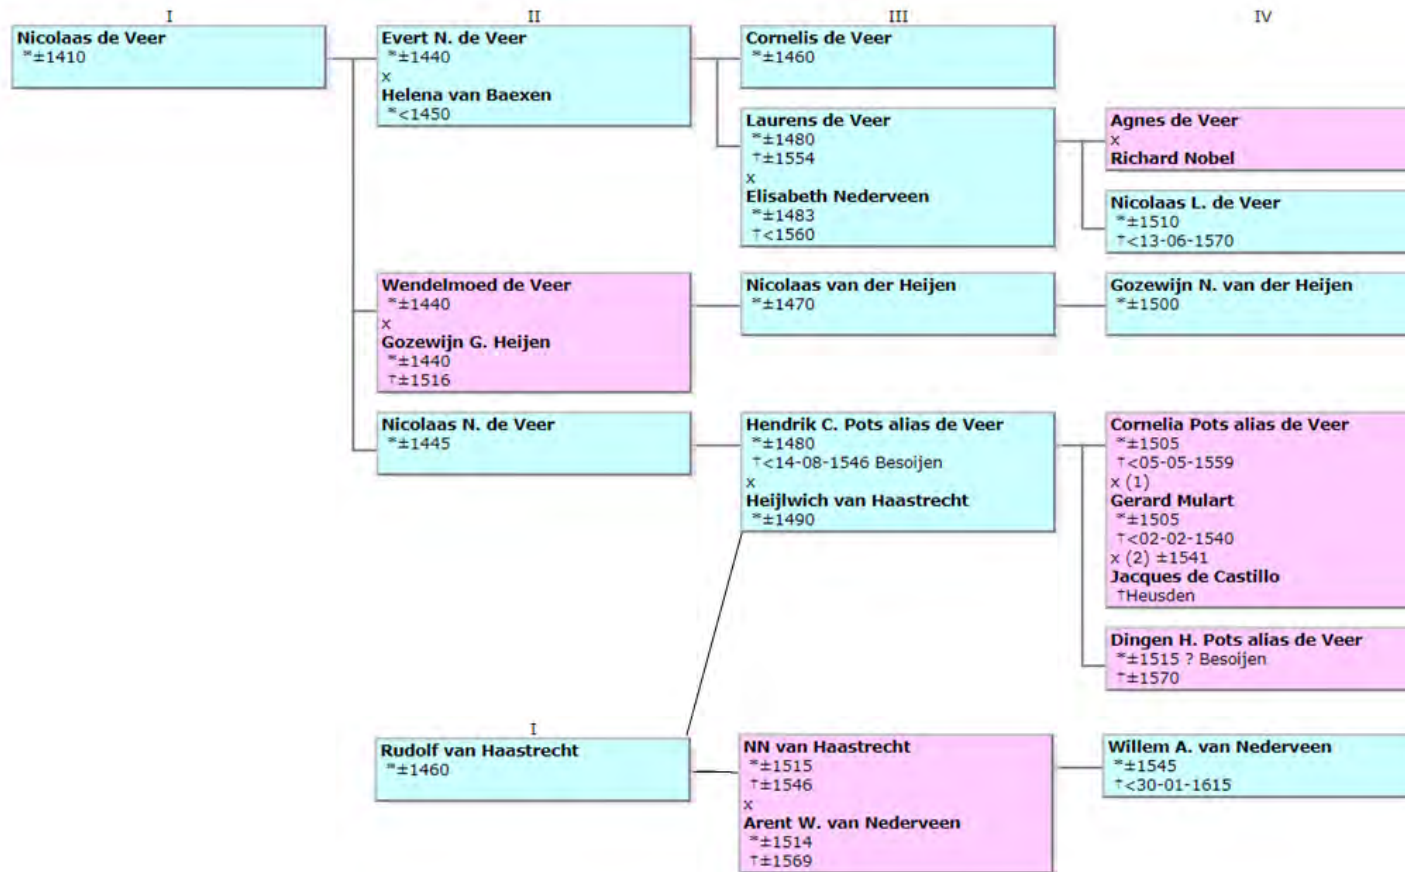 I
II
III
IV
Nicolaas de Veer
*±1410
Evert N. de Veer
*±1440
x
Helena van Baexen
*<1450
Cornelis de Veer
*±1460
Laurens de Veer
*±1480
†±1554
x
Elisabeth Nederveen
*±1483
†<1560
Agnes de Veer
x
Richard Nobel
Nicolaas L. de Veer
*±1510
†<13-06-1570
Wendelmoed de Veer
*±1440
x
Gozewijn G. Heijen
*±1440
†±1516
Nicolaas van der Heijen
*±1470
Gozewijn N. van der Heijen
*±1500
Nicolaas N. de Veer
*±1445
Hendrik C. Pots alias de Veer
*±1480
†<14-08-1546 Besoijen
x
Heijlwich van Haastrecht
*±1490
Cornelia Pots alias de Veer
*±1505
†<05-05-1559
x (1)
Gerard Mulart
*±1505
†<02-02-1540
x (2) ±1541
Jacques de Castillo
†Heusden
Dingen H. Pots alias de Veer
*±1515 ? Besoijen
†±1570
I
Rudolf van Haastrecht
*±1460
NN van Haastrecht
*±1515
†±1546
x
Arent W. van Nederveen
*±1514
†±1569
Willem A. van Nederveen
*±1545
†<30-01-1615